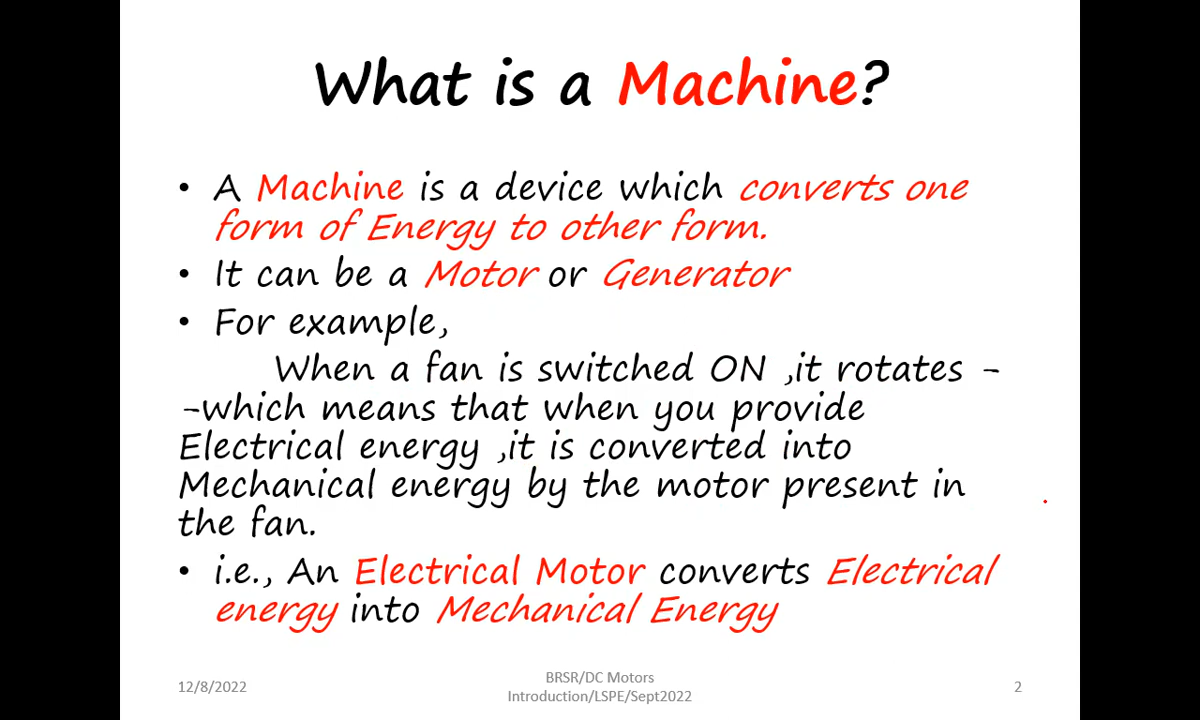 What is a Machine?
• A Machine is a device which converts one
form of Energy to other form.
• It can be a Motor or Generator
• For example,
When a fan is switched ON ,it rotates -
-which means that when you provide
Electrical energy ,it is converted into
Mechanical energy by the motor present in
the fan.
• i.e., An Electrical Motor converts Electrical
energy into Mechanical Energy
12/8/2022
BRSR/DC Motors
Introduction/LSPE/Sept2022
2